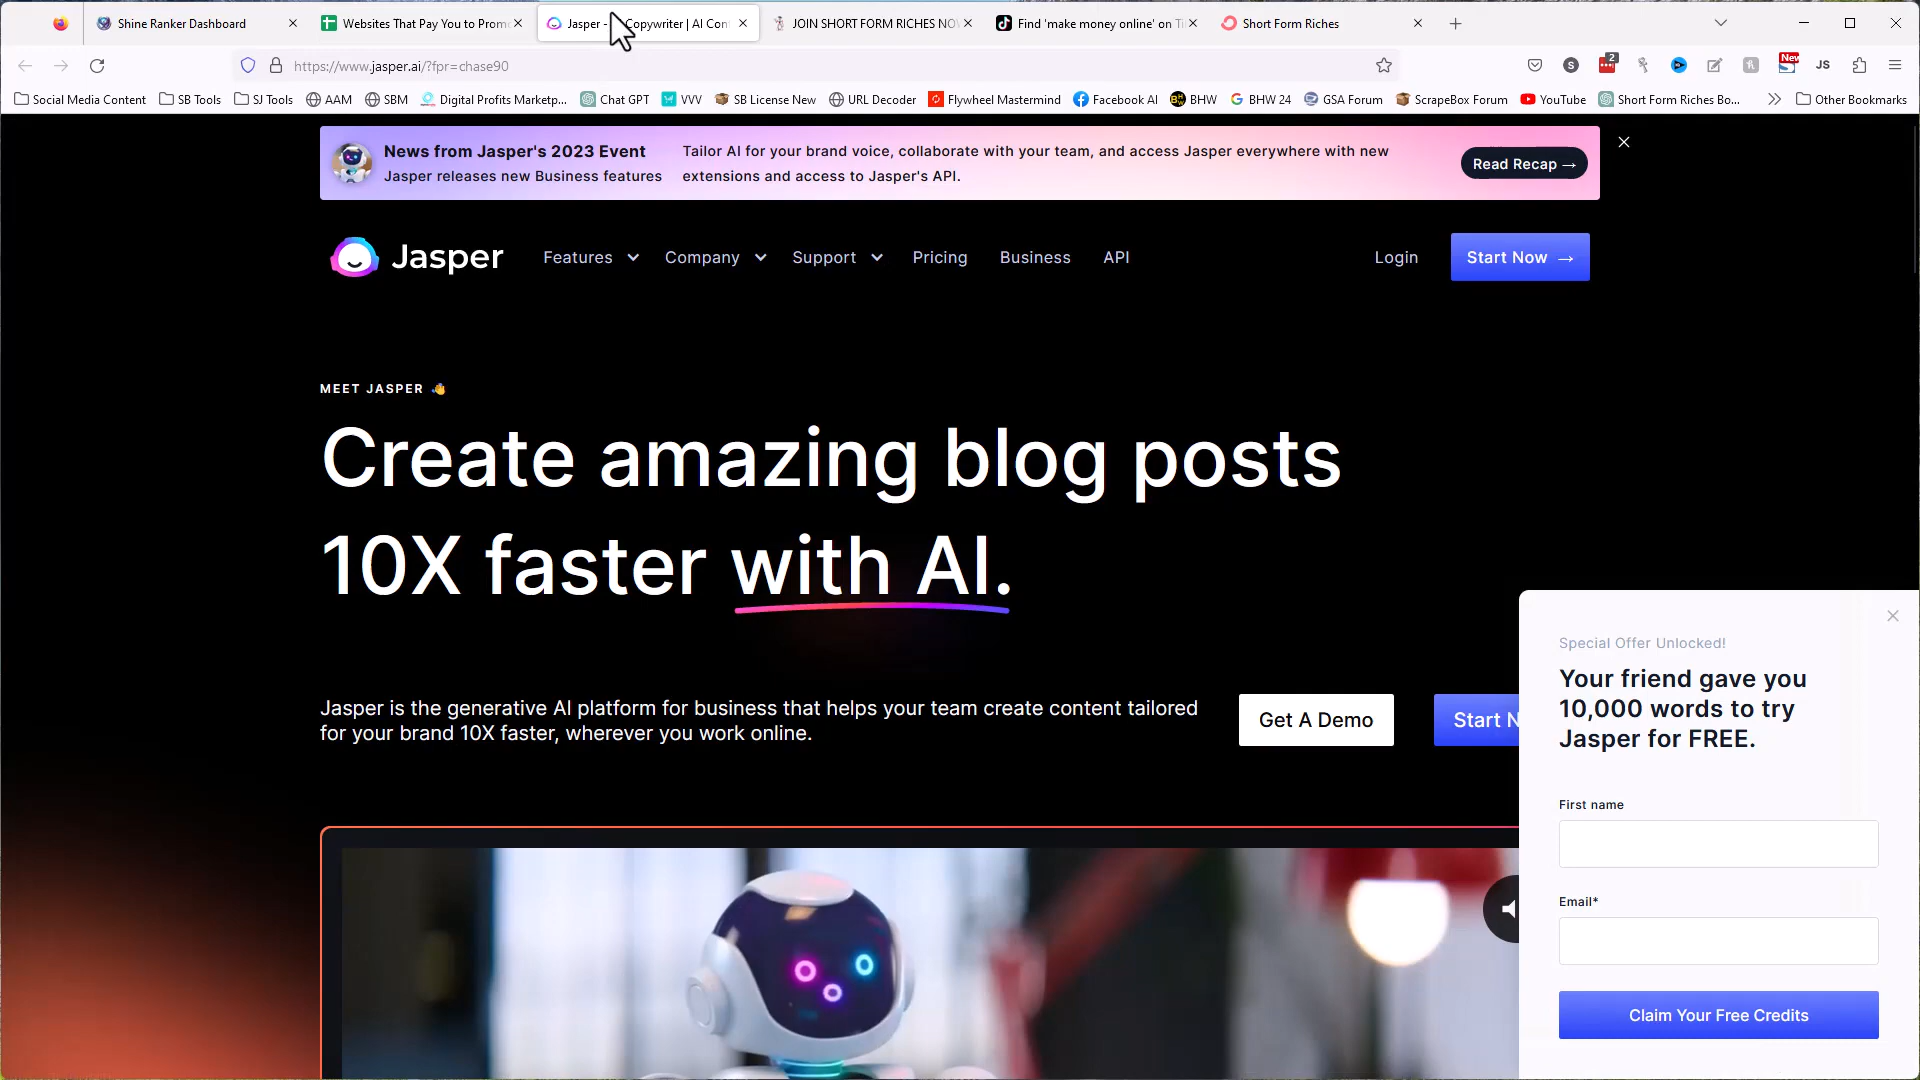 Shine Ranker Dashboard
Websites That Pay You to Prom
Jasper - Copywriter | AI Con
JOIN SHORT FORM RICHES NO
Find 'make money online' on Ti
Short Form Riches
https://www.jasper.ai/?fpr=chase90
S
2
New
JS
Social Media Content
SB Tools
SJ Tools
AAM
SBM
Digital Profits Marketp...
Chat GPT
VVV
SB License New
URL Decoder
Flywheel Mastermind
Facebook AI
BHW
BHW 24
GSA Forum
ScrapeBox Forum
YouTube
Short Form Riches Bo...
Other Bookmarks
News from Jasper's 2023 Event
Jasper releases new Business features
Tailor AI for your brand voice, collaborate with your team, and access Jasper everywhere with new
extensions and access to Jasper's API.
Read Recap →
Jasper
Features
Company
Support
Pricing
Business
API
Login
Start Now →
MEET JASPER 👋
Create amazing blog posts
10X faster with AI.
Jasper is the generative AI platform for business that helps your team create content tailored
for your brand 10X faster, wherever you work online.
Get A Demo
Start N
Special Offer Unlocked!
Your friend gave you
10,000 words to try
Jasper for FREE.
First name
Email*
Claim Your Free Credits